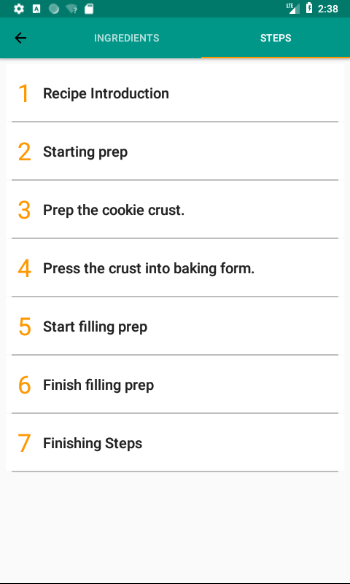 LTE 2:38
INGREDIENTS STEPS
1 Recipe Introduction
2 Starting prep
3 Prep the cookie crust.
4 Press the crust into baking form.
5 Start filling prep
6 Finish filling prep
7 Finishing Steps